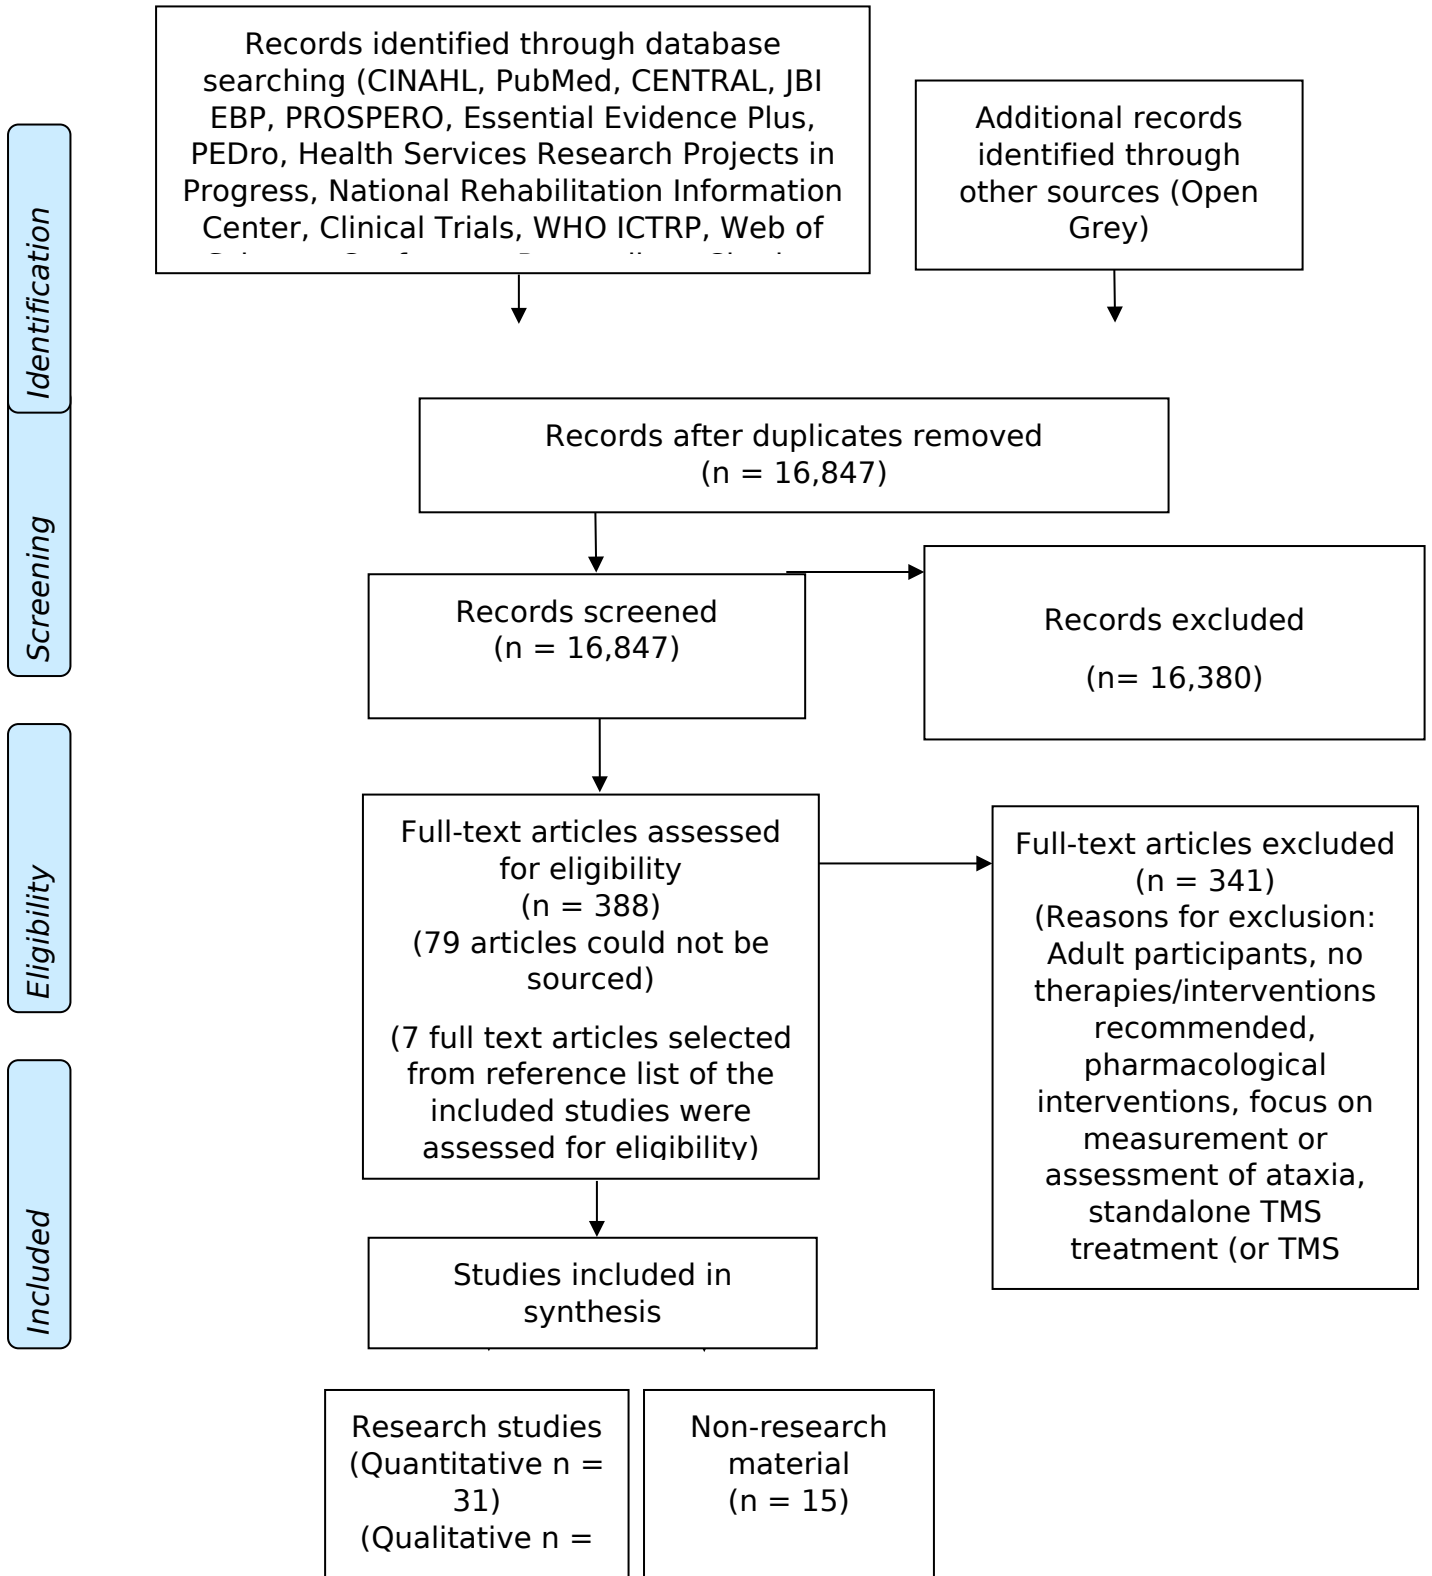 Records identified through database
searching (CINAHL, PubMed, CENTRAL, JBI
EBP, PROSPERO, Essential Evidence Plus,
PEDro, Health Services Research Projects in
Progress, National Rehabilitation Information
Center, Clinical Trials, WHO ICTRP, Web of
Additional records
identified through
other sources (Open
Grey)
Identification
Records after duplicates removed
(n = 16,847)
Screening
Records screened
(n = 16,847)
Records excluded
(n= 16,380)
Eligibility
Full-text articles assessed
for eligibility
(n = 388)
(79 articles could not be
sourced)
(7 full text articles selected
from reference list of the
included studies were
assessed for eligibility)
Full-text articles excluded
(n = 341)
(Reasons for exclusion:
Adult participants, no
therapies/interventions
recommended,
pharmacological
interventions, focus on
measurement or
assessment of ataxia,
standalone TMS
treatment (or TMS
Included
Studies included in
synthesis
Research studies
(Quantitative n =
31)
(Qualitative n =
Non-research
material
(n = 15)